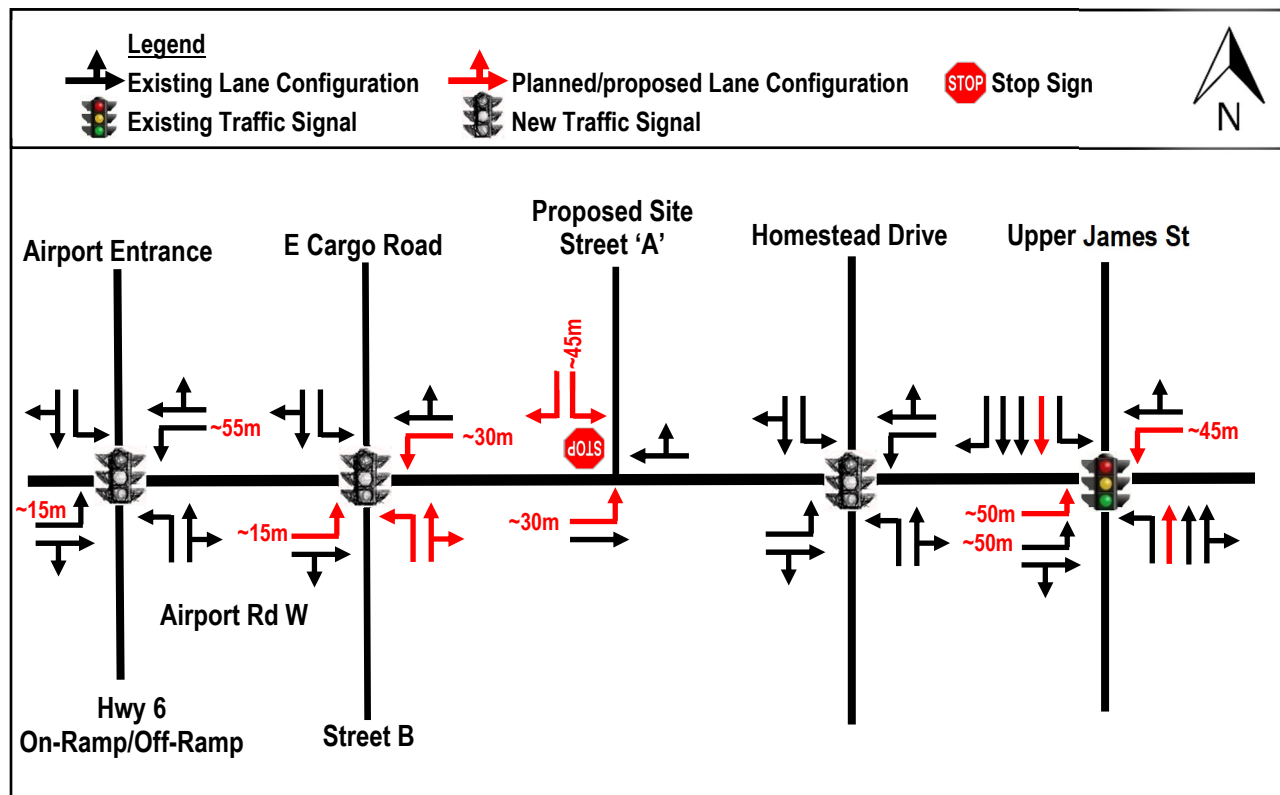 Legend
Existing Lane Configuration
Planned/proposed Lane Configuration
STOP
Stop Sign
Existing Traffic Signal
New Traffic Signal
N
Airport Entrance
E Cargo Road
Proposed Site
Street ‘A’
Homestead Drive
Upper James St
~45m
~55m
~30m
STOP
~45m
~15m
~15m
~30m
~50m
~50m
Airport Rd W
Hwy 6
On-Ramp/Off-Ramp
Street B